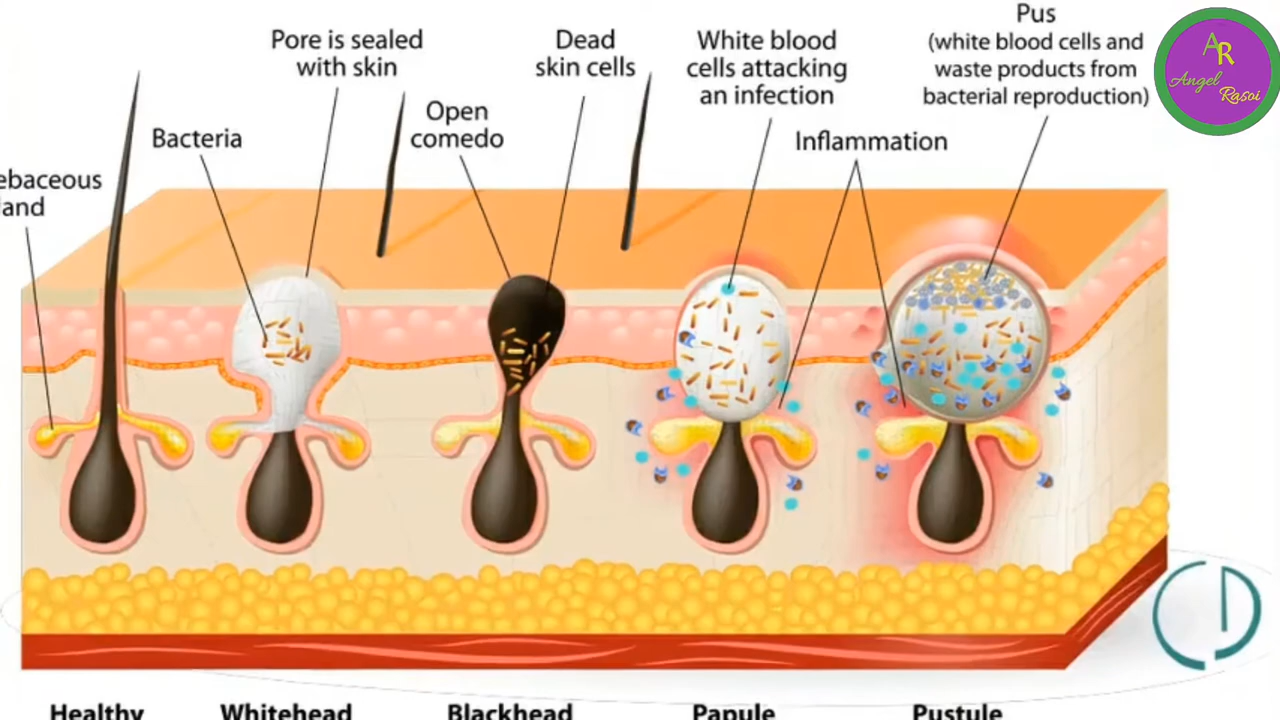 Pus
(white blood cells and
waste products from
bacterial reproduction)
Pore is sealed
with skin
Dead
skin cells
White blood
cells attacking
an infection
Open
comedo
Bacteria
Inflammation
ebaceous
land
AR
Angel
Rasoi
CD
Healthy
Whitehead
Blackhead
Papule
Pustule